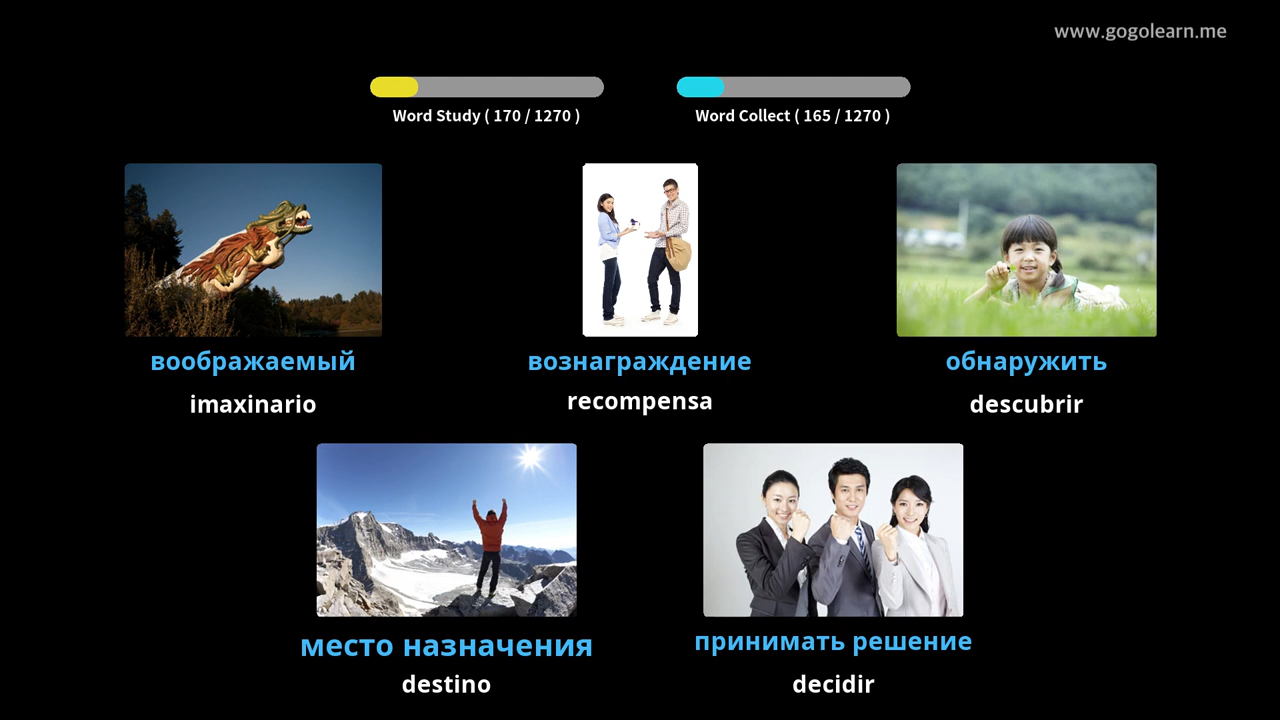 www.gogolearn.me
Word Study ( 170 / 1270 )
Word Collect ( 165 / 1270 )
воображаемый
imaxinario
вознаграждение
recompensa
обнаружить
descubrir
место назначения
destino
принимать решение
decidir